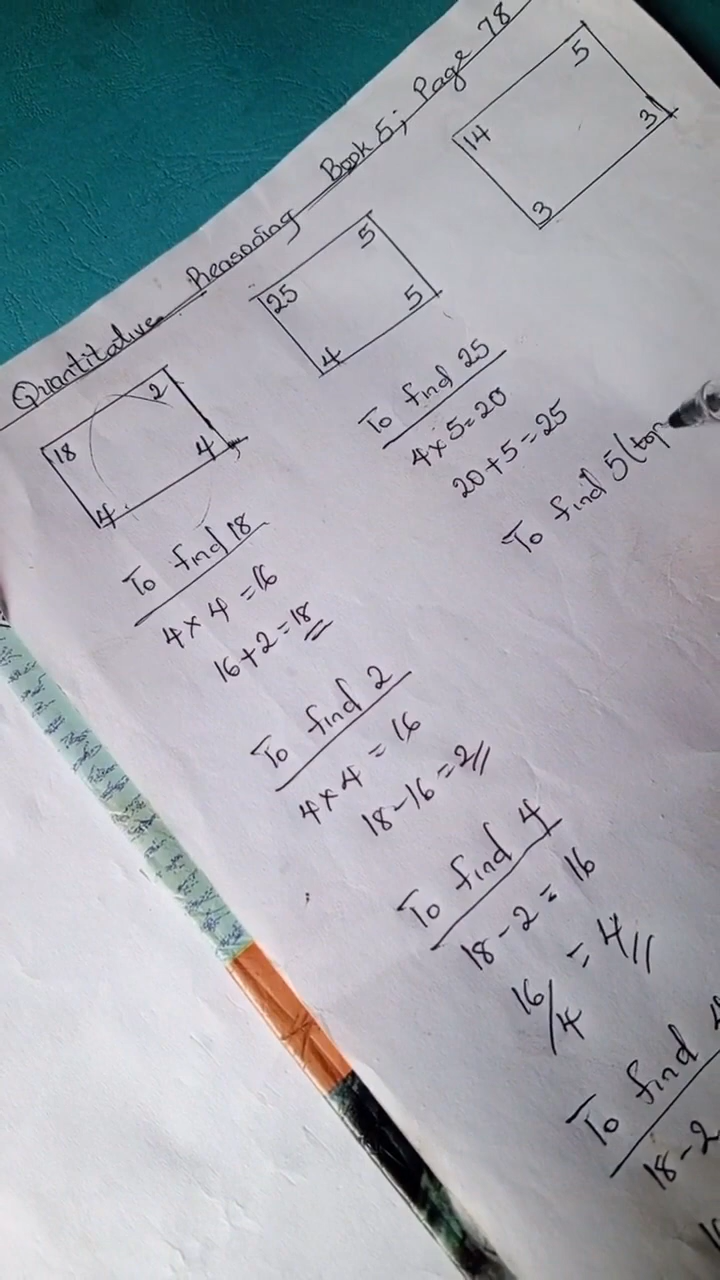 Quantitative Reasoning Book 5; Page 78
18 2
4 4
25 5
4 5
14 5
3 3
To find 18
4 × 4 = 16
16 + 2 = 18
To find 2
4 × 4 = 16
18 - 16 = 2
To find 4
18 - 2 = 16
16/4 = 4
To find
18 - 2
To find 25
4 × 5 = 20
20 + 5 = 25
To find 5 (top